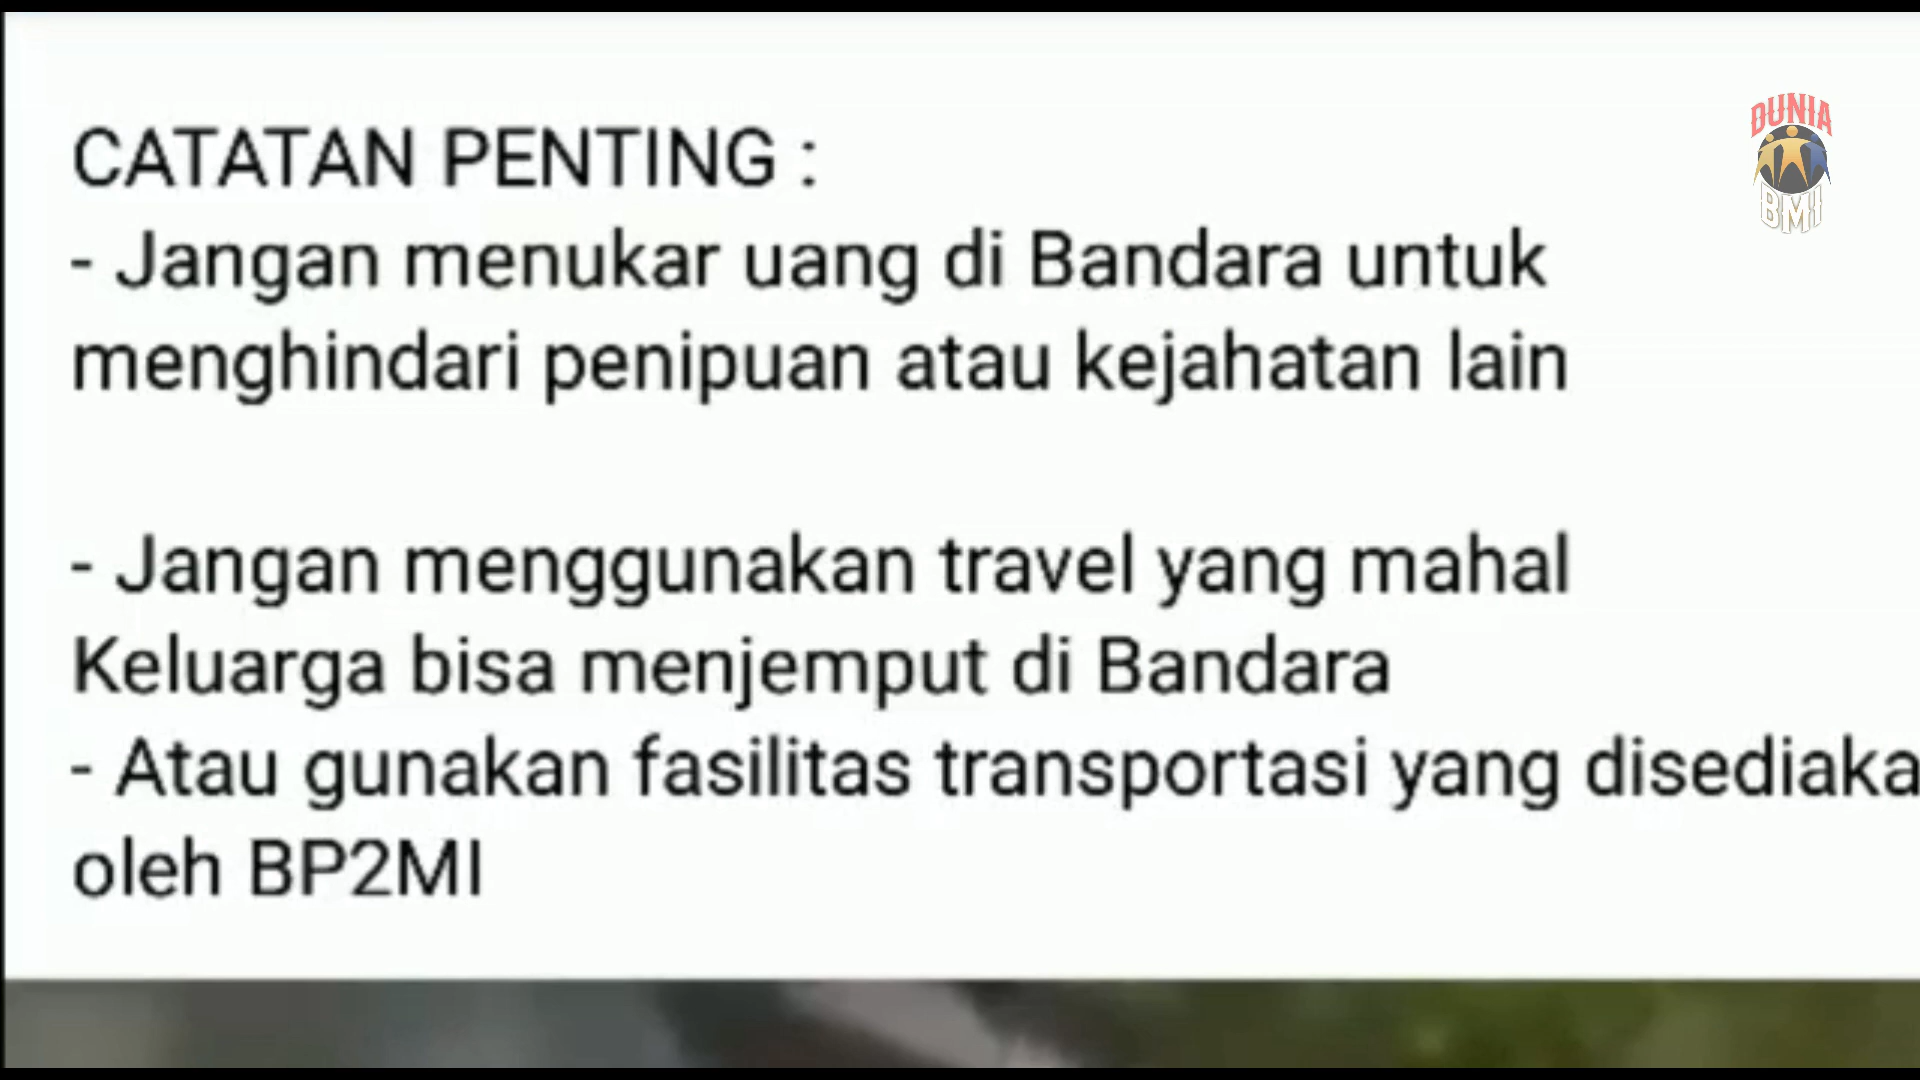 DUNIA
BMI
CATATAN PENTING :
- Jangan menukar uang di Bandara untuk
menghindari penipuan atau kejahatan lain
- Jangan menggunakan travel yang mahal
Keluarga bisa menjemput di Bandara
- Atau gunakan fasilitas transportasi yang disediaka
oleh BP2MI